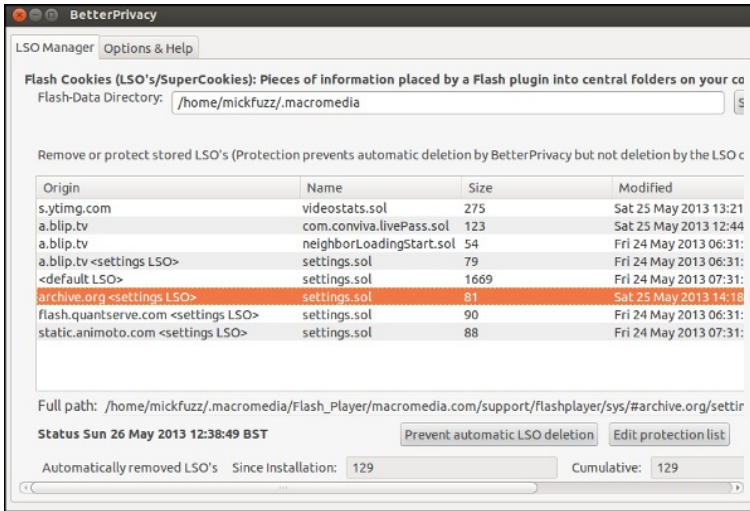 BetterPrivacy
LSO Manager Options & Help
Flash Cookies (LSO's/SuperCookies): Pieces of information placed by a Flash plugin into central folders on your co
Flash-Data Directory: /home/mickfuzz/.macromedia S
Remove or protect stored LSO's (Protection prevents automatic deletion by BetterPrivacy but not deletion by the LSO
Origin Name Size Modified
s.ytimg.com videostats.sol 275 Sat 25 May 2013 13:21
a.blip.tv com.conviva.livePass.sol 123 Sat 25 May 2013 12:44
a.blip.tv neighborLoadingStart.sol 54 Fri 24 May 2013 06:31:
a.blip.tv <settings LSO> settings.sol 79 Fri 24 May 2013 06:31:
<default LSO> settings.sol 1669 Fri 24 May 2013 07:31:
archive.org <settings LSO> settings.sol 81 Sat 25 May 2013 14:18
flash.quantserve.com <settings LSO> settings.sol 90 Fri 24 May 2013 06:31:
static.animoto.com <settings LSO> settings.sol 88 Fri 24 May 2013 07:31:
Full path: /home/mickfuzz/.macromedia/Flash_Player/macromedia.com/support/flashplayer/sys/#archive.org/settin
Status Sun 26 May 2013 12:38:49 BST Prevent automatic LSO deletion Edit protection list
Automatically removed LSO's Since Installation: 129 Cumulative: 129